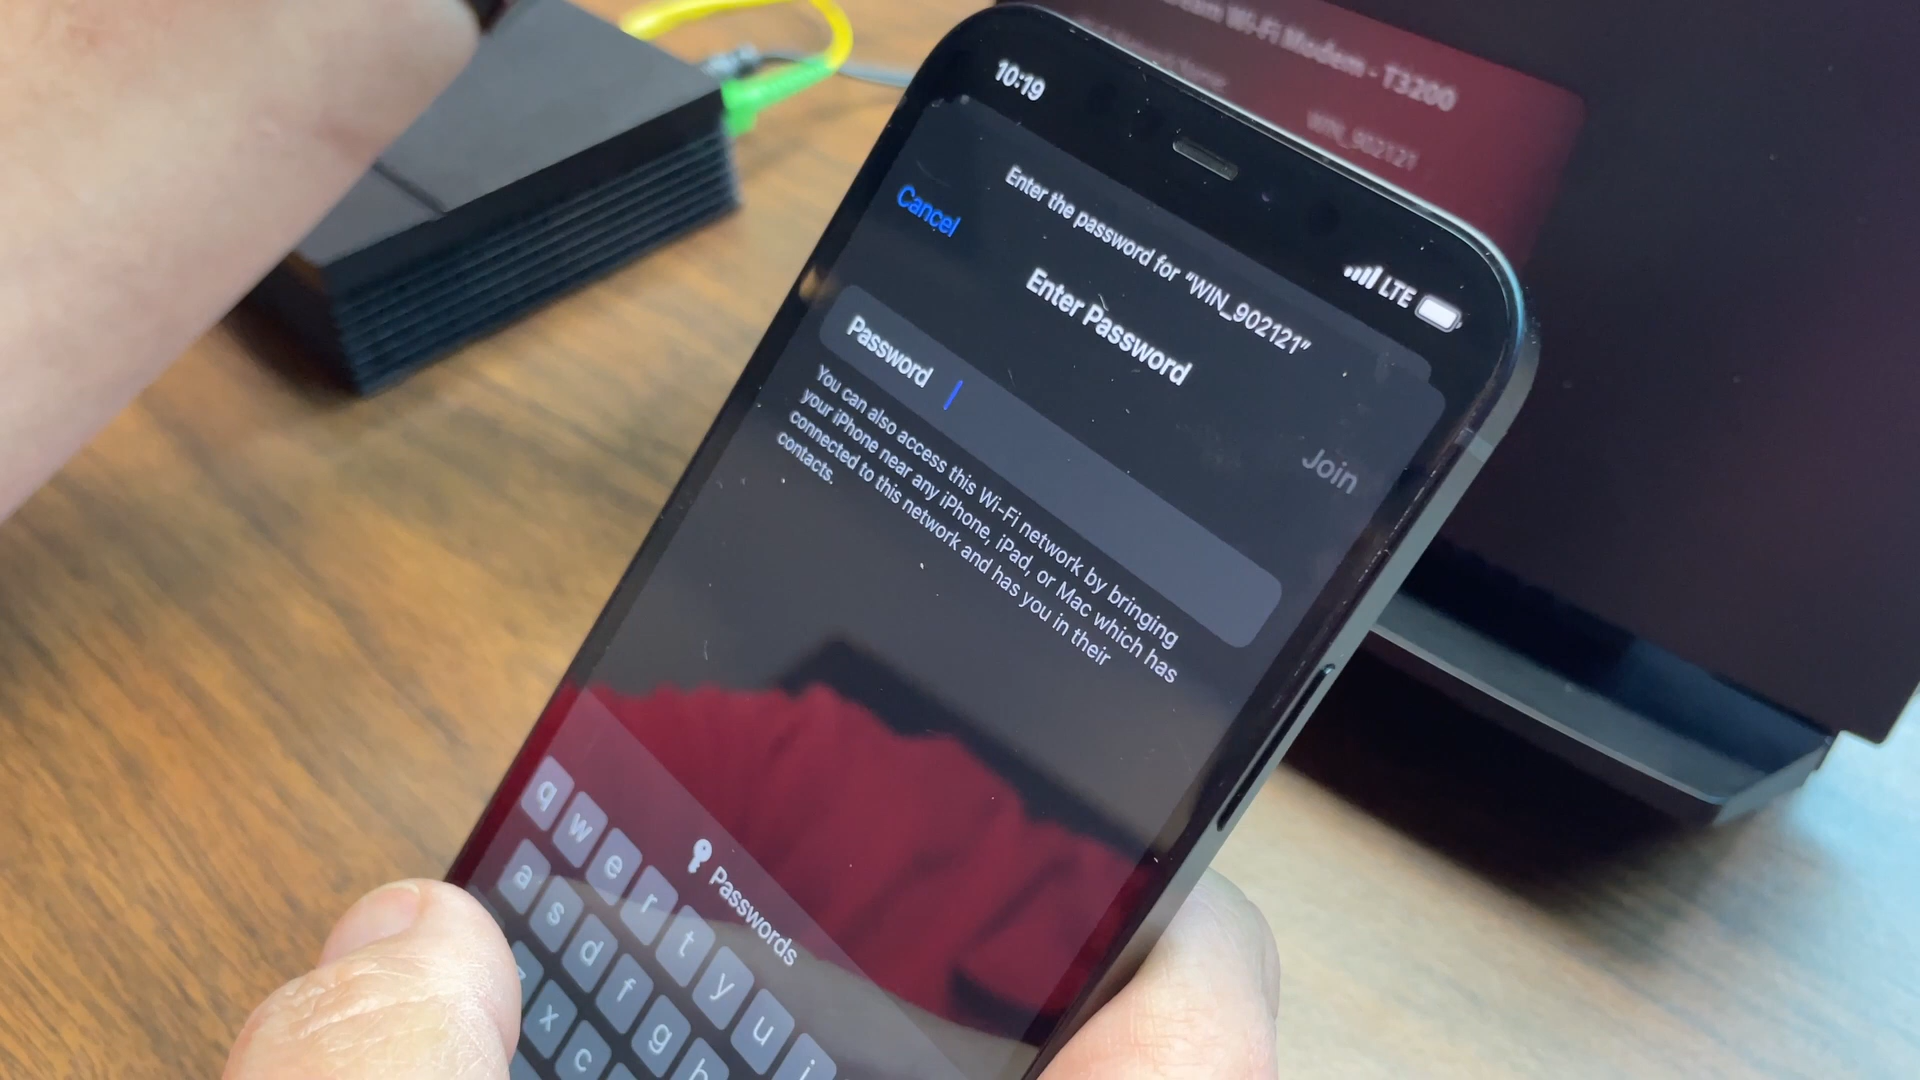 Wi-Fi Modem - T3200
WIN_902121
10:19
LTE
Enter the password for "WIN_902121"
Cancel
Enter Password
Join
Password
You can also access this Wi-Fi network by bringing
your iPhone near any iPhone, iPad, or Mac which has
connected to this network and has you in their
contacts.
Passwords
q w e r t y u i
a s d f g h
z x c